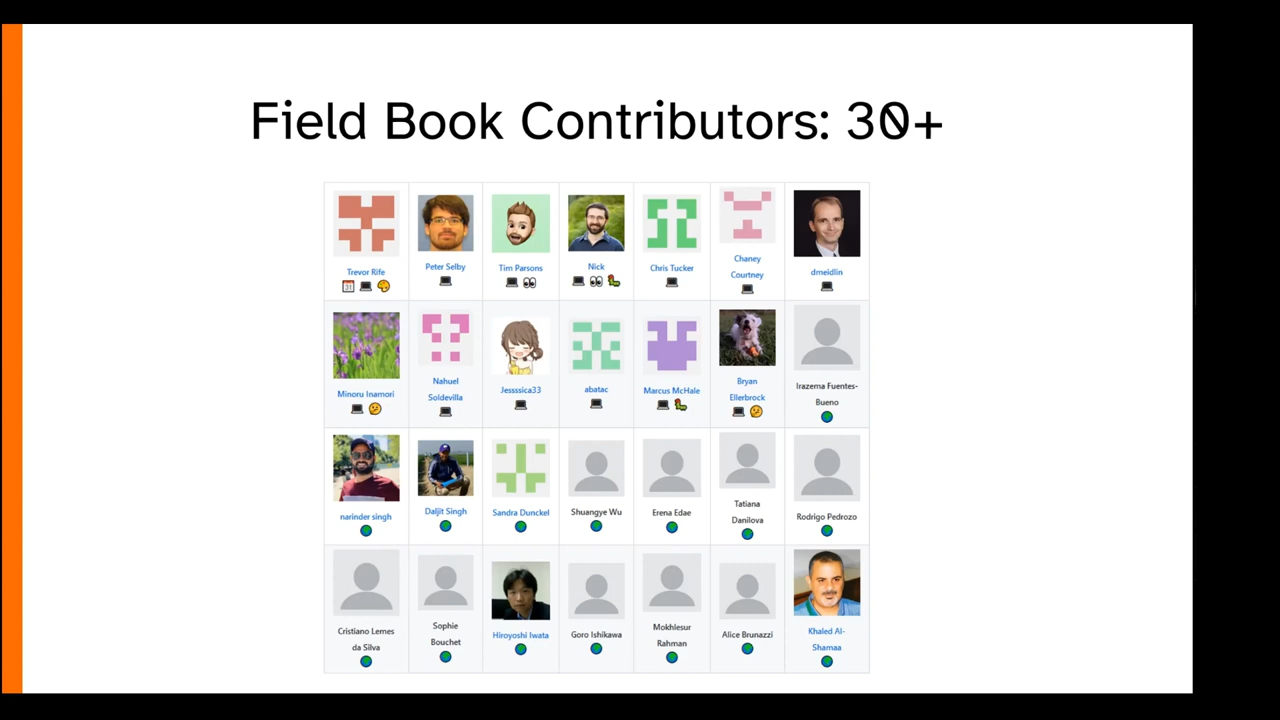 Field Book Contributors: 30+
Trevor Rife
Peter Selby
Tim Parsons
Nick
Chris Tucker
Chaney
Courtney
dmeidlin
Minoru Inamori
Nahuel
Soldevilla
Jessssica33
abatac
Marcus McHale
Bryan
Ellerbrock
Irazema Fuentes-
Bueno
narinder singh
Daljit Singh
Sandra Dunckel
Shuangye Wu
Erena Edae
Tatiana
Danilova
Rodrigo Pedrozo
Cristiano Lemes
da Silva
Sophie
Bouchet
Hiroyoshi Iwata
Goro Ishikawa
Mokhlesur
Rahman
Alice Brunazzi
Khaled Al-
Shamaa